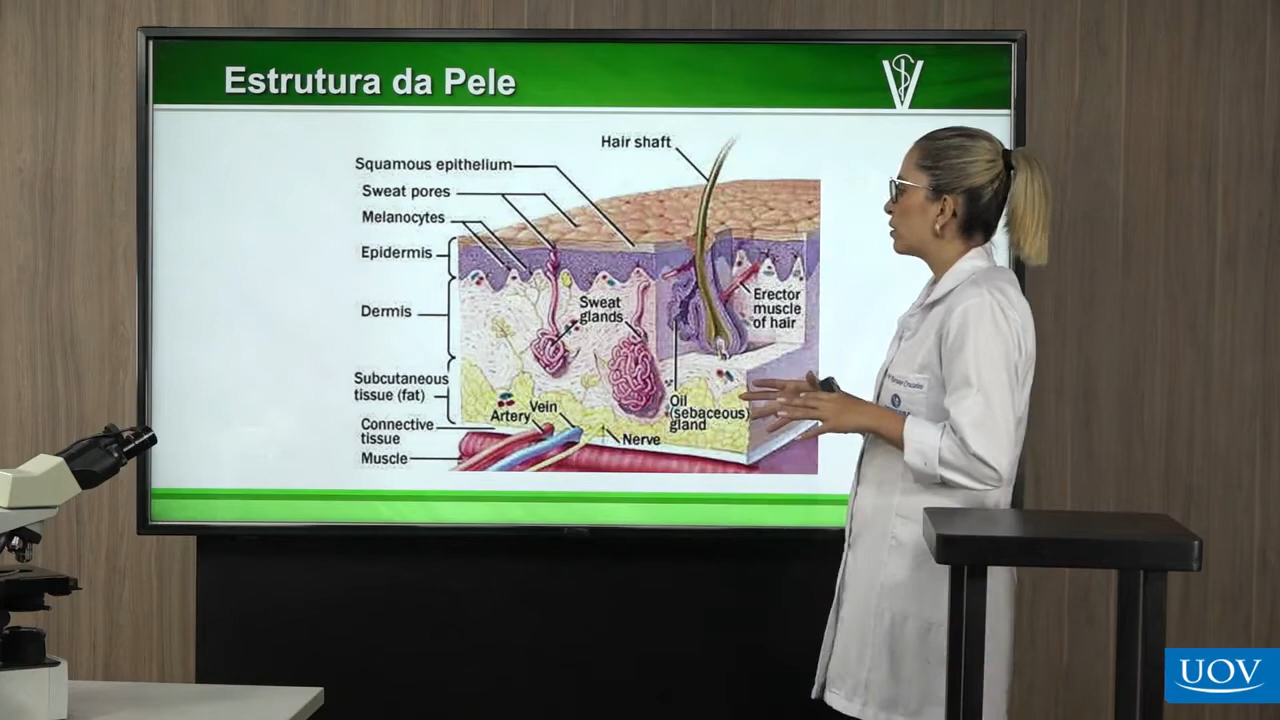 Estrutura da Pele
V
Hair shaft
Squamous epithelium
Sweat pores
Melanocytes
Epidermis
Sweat
glands
Erector
muscle
of hair
Dermis
Subcutaneous
tissue (fat)
Oil
(sebaceous)
gland
Vein
Artery
Connective
tissue
Nerve
Muscle
UOV